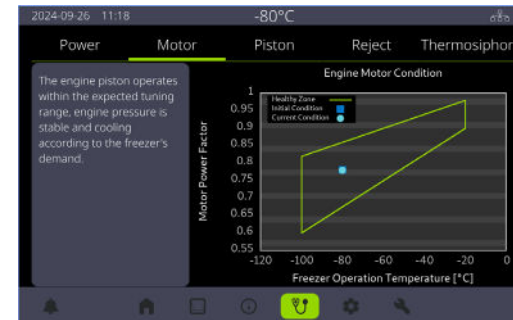 2024-09-26 11:18
-80°C
Power
Motor
Piston
Reject
Thermosiphon
The engine piston operates
within the expected tuning
range, engine pressure is
stable and cooling
according to the freezer's
demand.
Engine Motor Condition
Healthy Zone
Initial Condition
Current Condition
Motor Power Factor
1
0.95
0.9
0.85
0.8
0.75
0.7
0.65
0.6
0.55
-120 -100 -80 -60 -40 -20 0
Freezer Operation Temperature [°C]